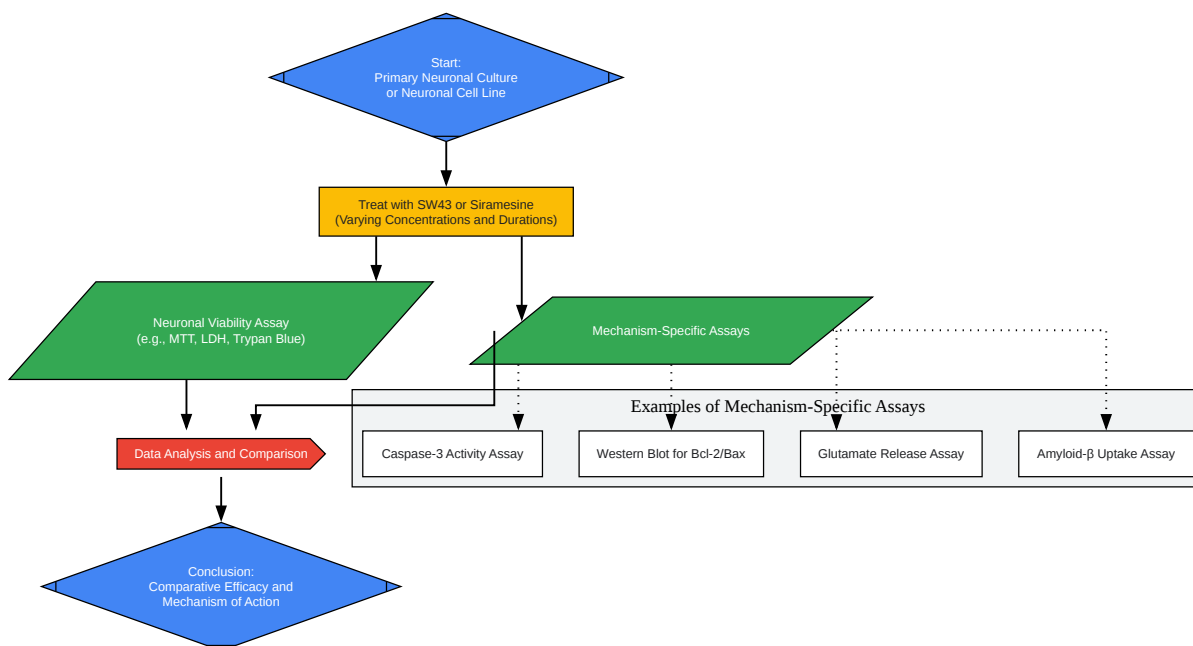 Start:
Primary Neuronal Culture
or Neuronal Cell Line
Treat with SW43 or Siramesine
(Varying Concentrations and Durations)
Neuronal Viability Assay
(e.g., MTT, LDH, Trypan Blue)
Mechanism-Specific Assays
Examples of Mechanism-Specific Assays
Caspase-3 Activity Assay
Western Blot for Bcl-2/Bax
Glutamate Release Assay
Amyloid-β Uptake Assay
Data Analysis and Comparison
Conclusion:
Comparative Efficacy and
Mechanism of Action